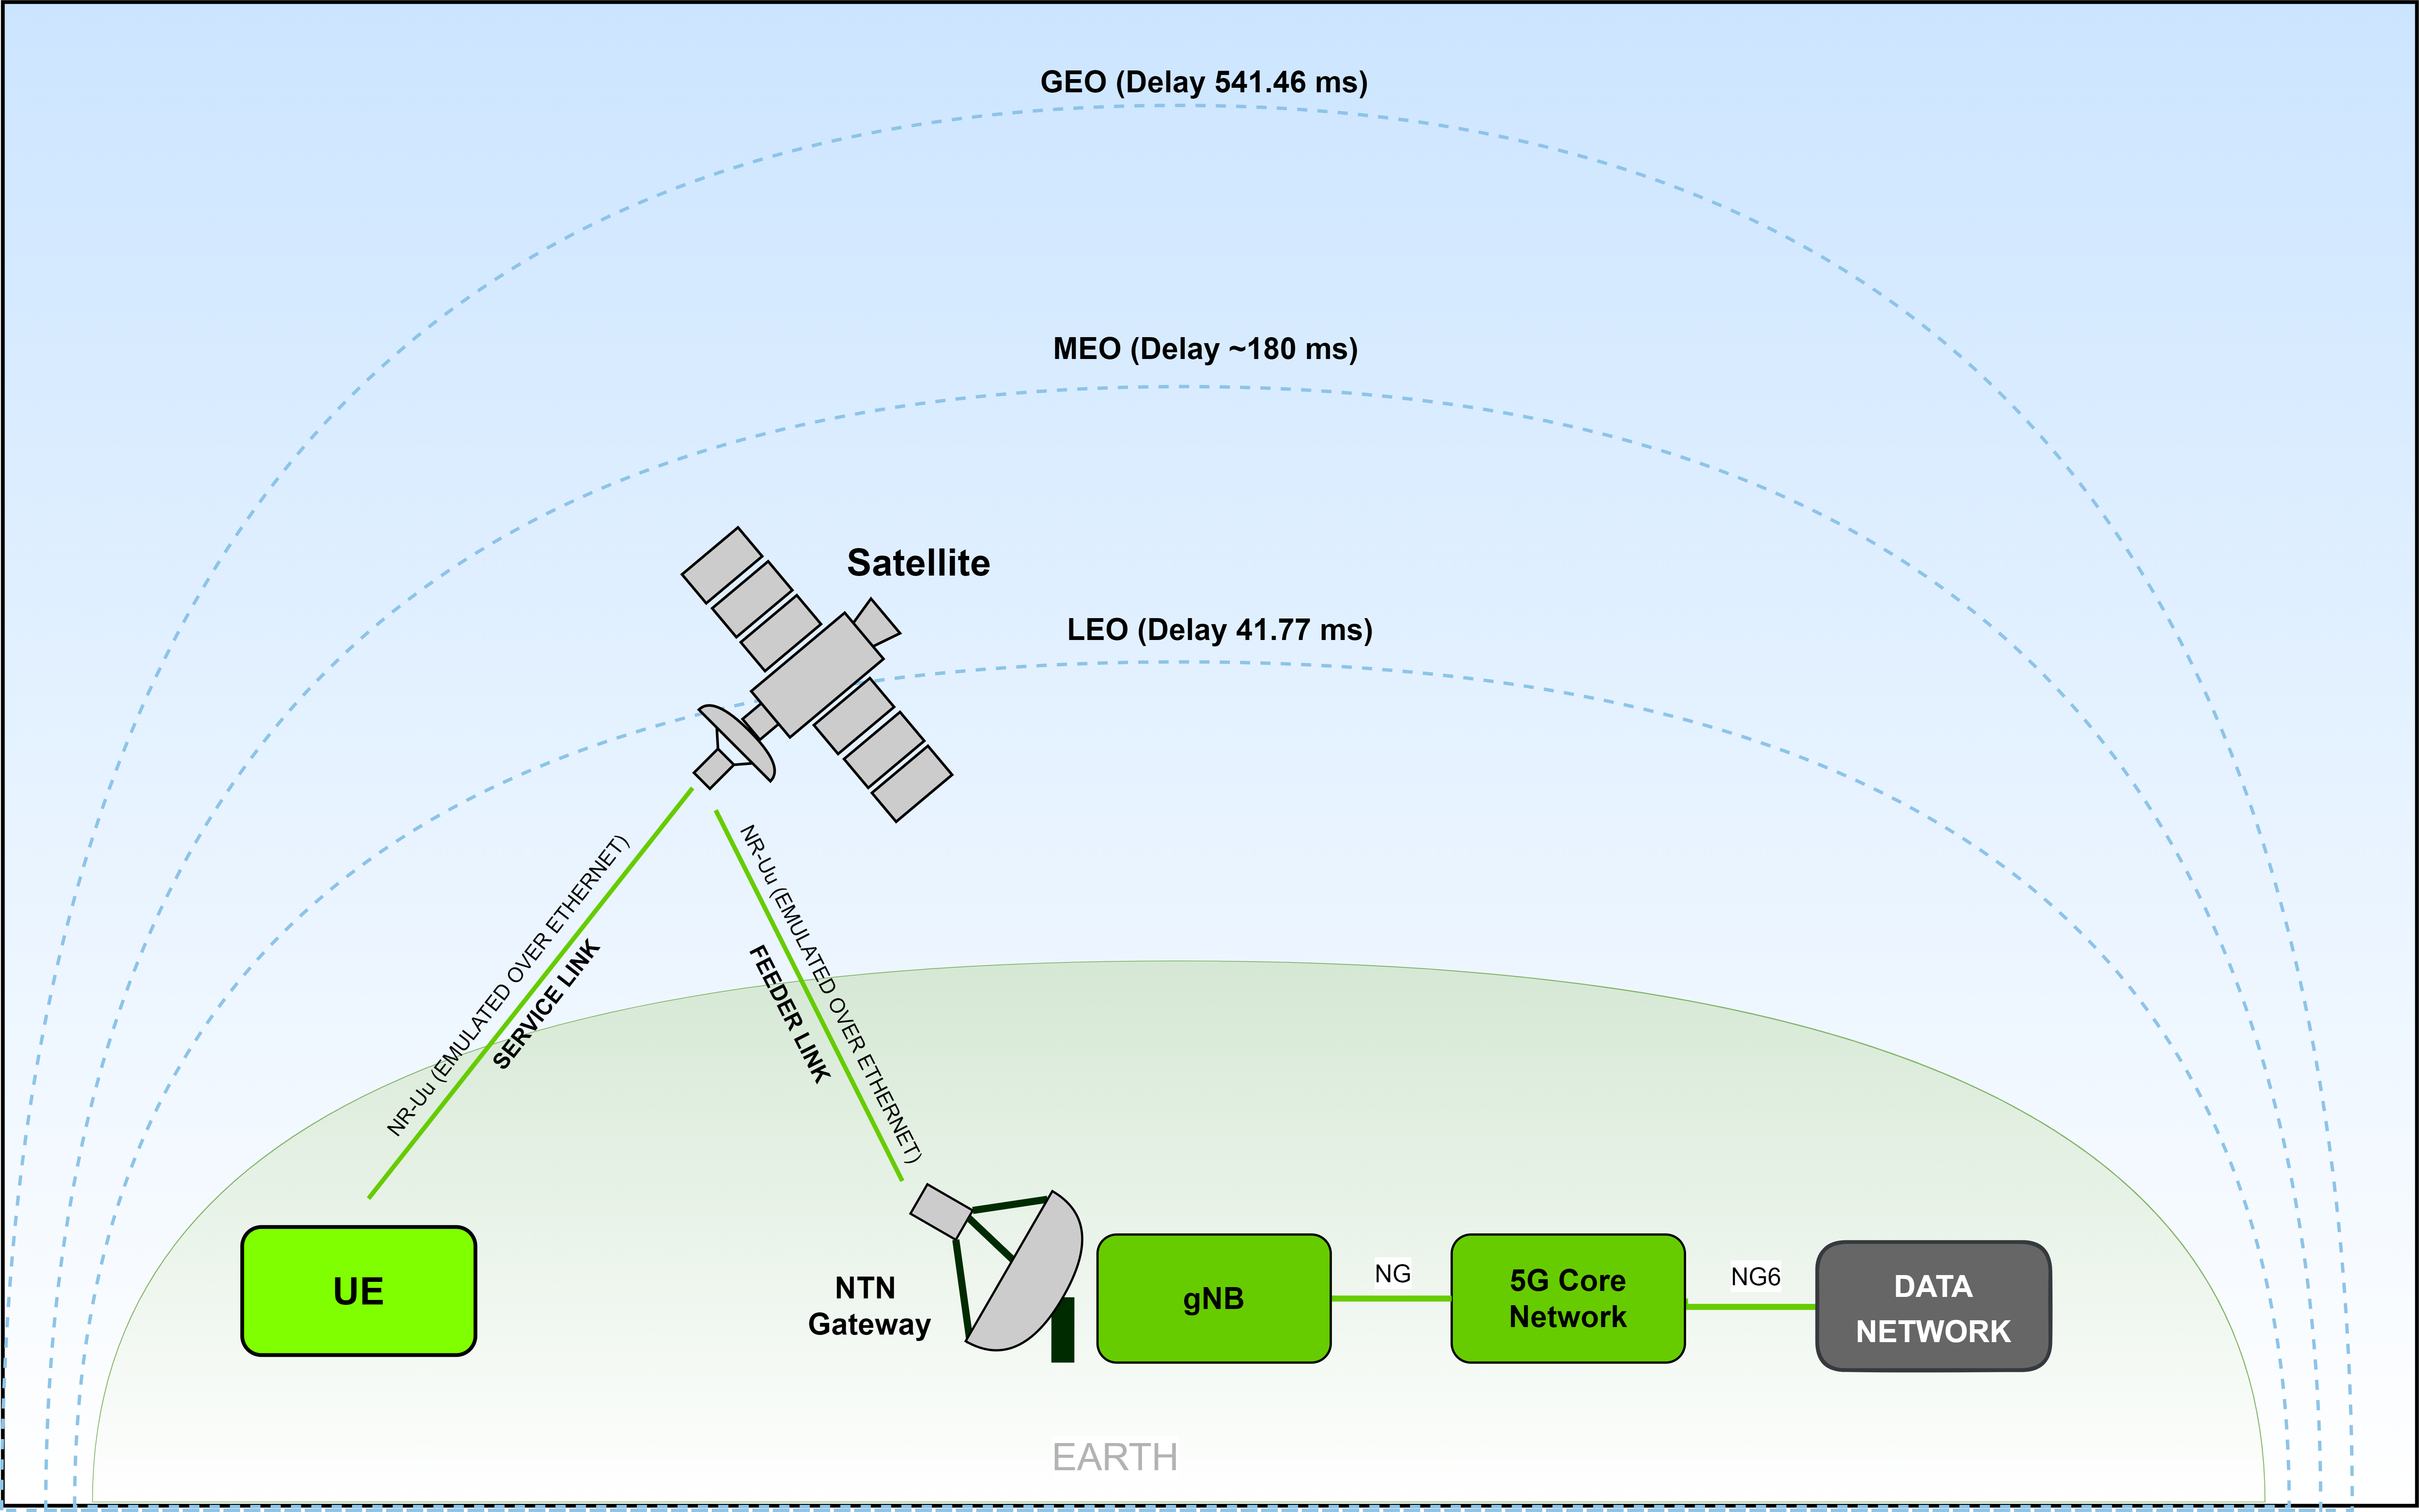 GEO (Delay 541.46 ms)
MEO (Delay ~180 ms)
Satellite
LEO (Delay 41.77 ms)
NR-Uu (EMULATED OVER ETHERNET)
SERVICE LINK
NR-Uu (EMULATED OVER ETHERNET)
FEEDER LINK
UE
NTN
Gateway
gNB
NG
5G Core
Network
NG6
DATA
NETWORK
EARTH